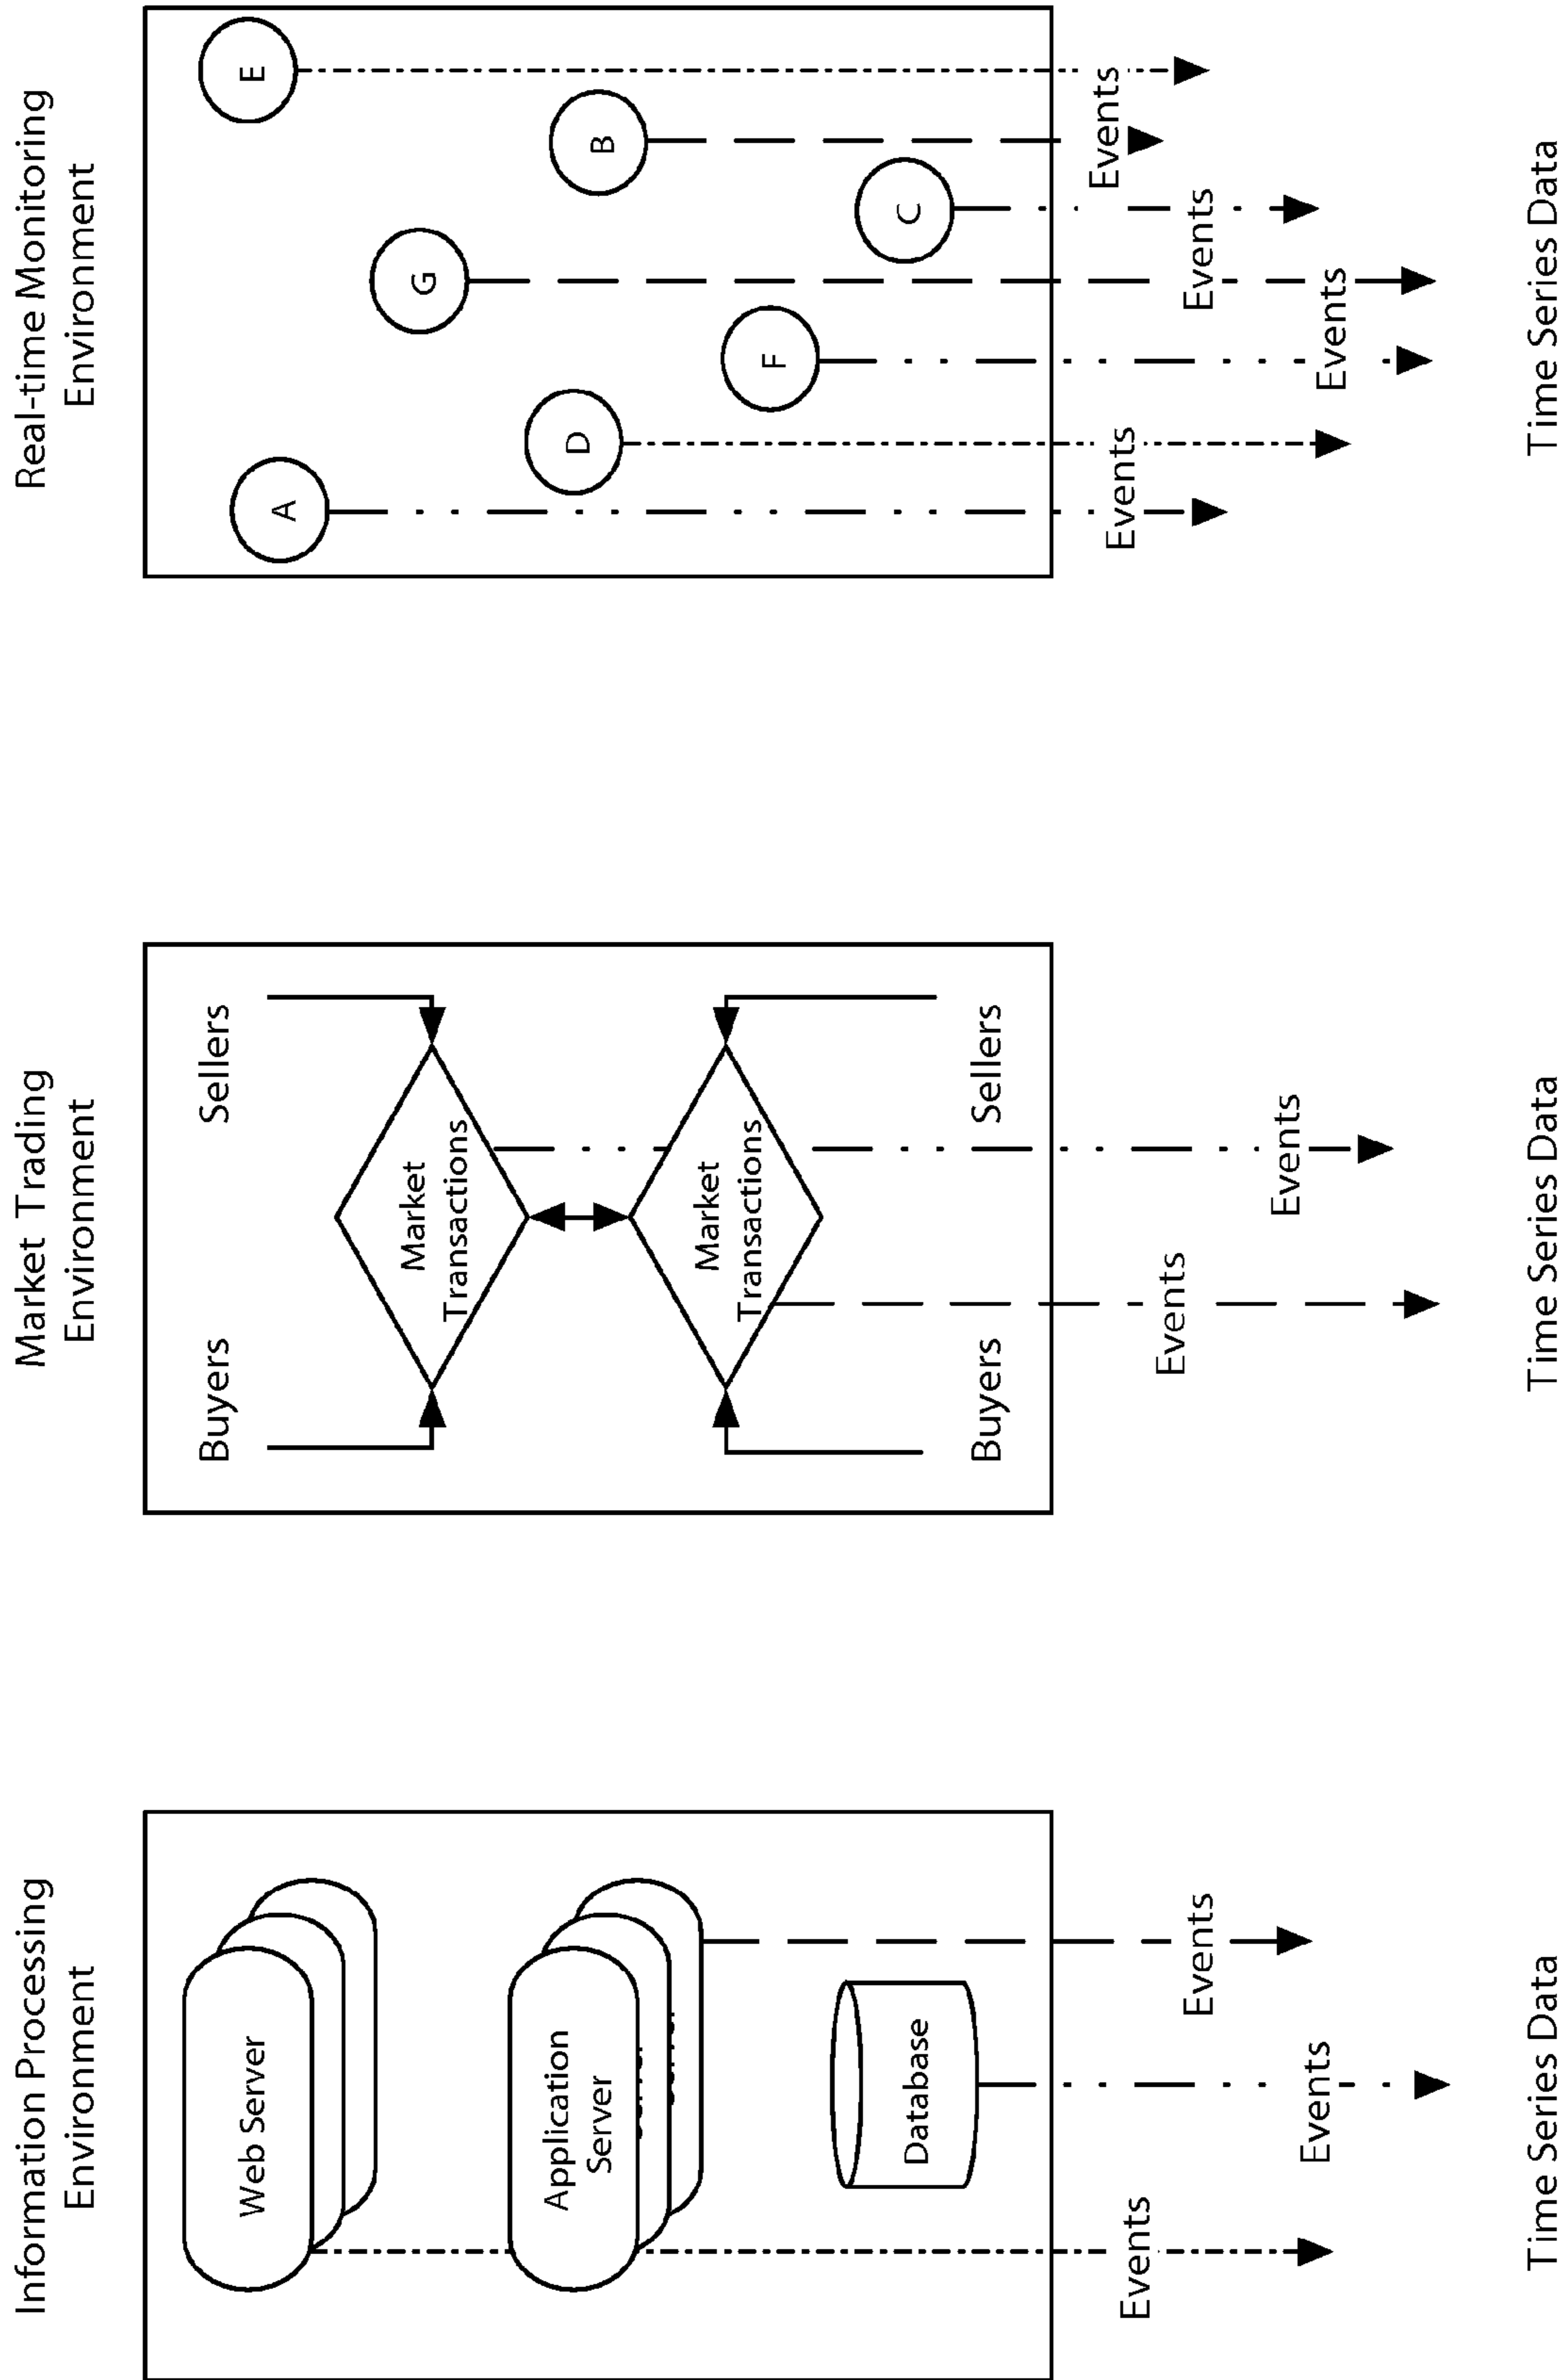 Information Processing
Environment
Web Server
Application
Server
Database
Events
Events
Events
Time Series Data
Market Trading
Environment
Buyers
Sellers
Market
Transactions
Market
Transactions
Buyers
Sellers
Events
Events
Time Series Data
Real-time Monitoring
Environment
A
E
G
D
B
F
C
Events
Events
Events
Events
Time Series Data